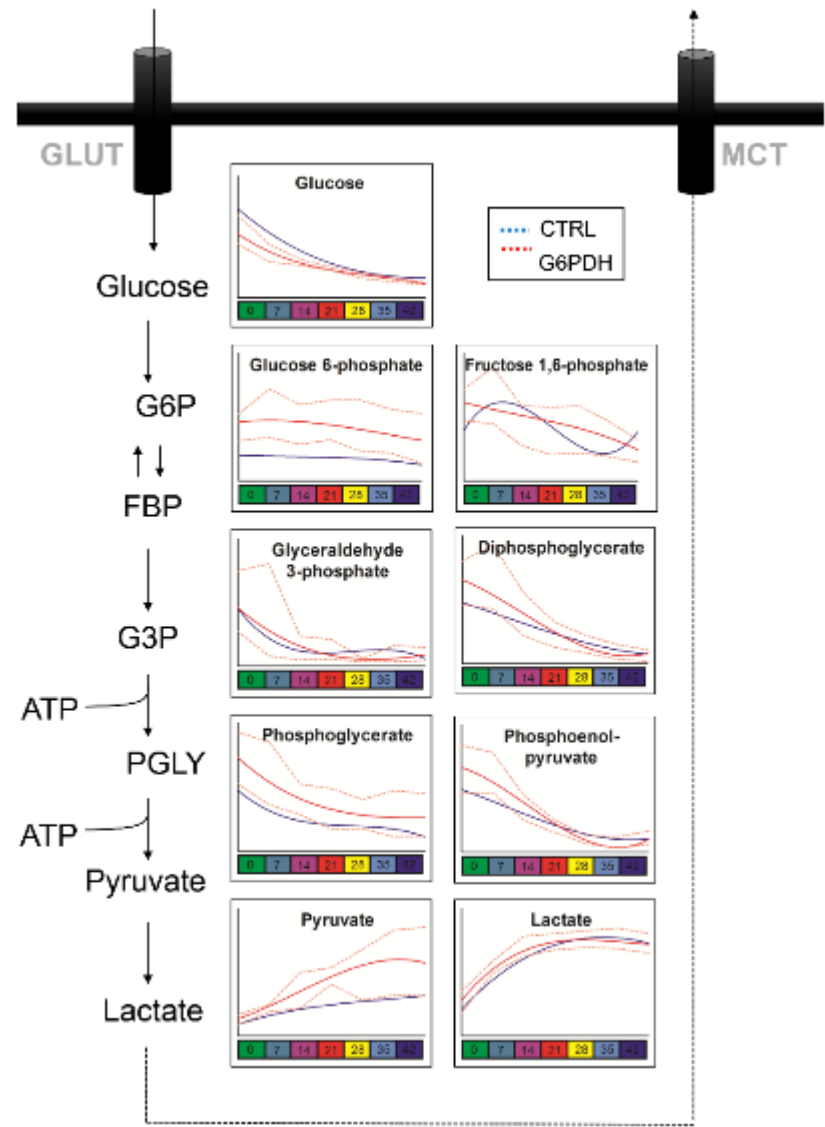 GLUT
MCT
Glucose
0 7 14 21 28 35 42
CTRL
G6PDH
Glucose
Glucose 6-phosphate
0 7 14 21 28 35 42
Fructose 1,6-phosphate
0 7 14 21 28 35 42
G6P
FBP
Glyceraldehyde
3-phosphate
0 7 14 21 28 35 42
Diphosphoglycerate
0 7 14 21 28 35 42
G3P
ATP
Phosphoglycerate
0 7 14 21 28 35 42
Phosphoenol-
pyruvate
0 7 14 21 28 35 42
PGLY
ATP
Pyruvate
Pyruvate
0 7 14 21 28 35 42
Lactate
0 7 14 21 28 35 42
Lactate